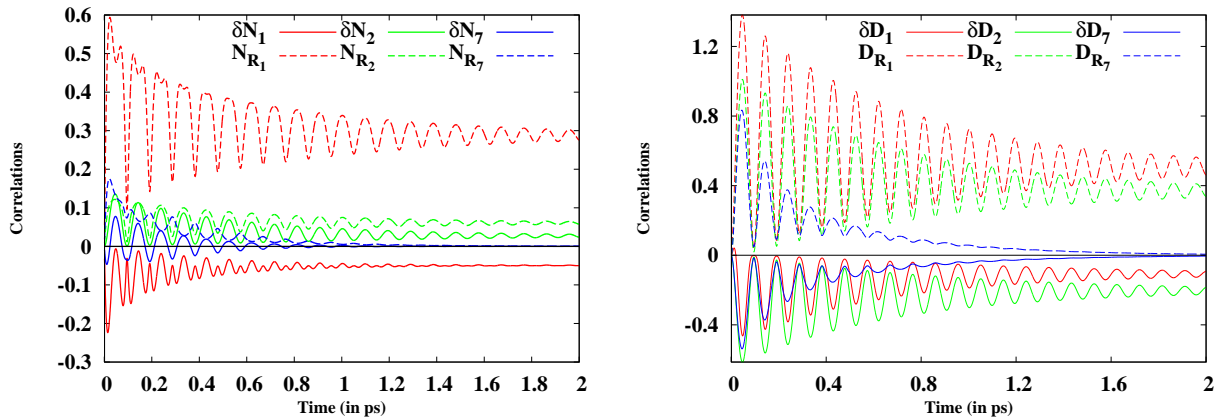 0.6
0.5
0.4
0.3
0.2
0.1
0
-0.1
-0.2
-0.3
0 0.2 0.4 0.6 0.8 1 1.2 1.4 1.6 1.8 2
Correlations
Time (in ps)
δN1 δN2 δN7
NR1 NR2 NR7
1.2
0.8
0.4
0
-0.4
0 0.4 0.8 1.2 1.6 2
Correlations
Time (in ps)
δD1 δD2 δD7
DR1 DR2 DR7